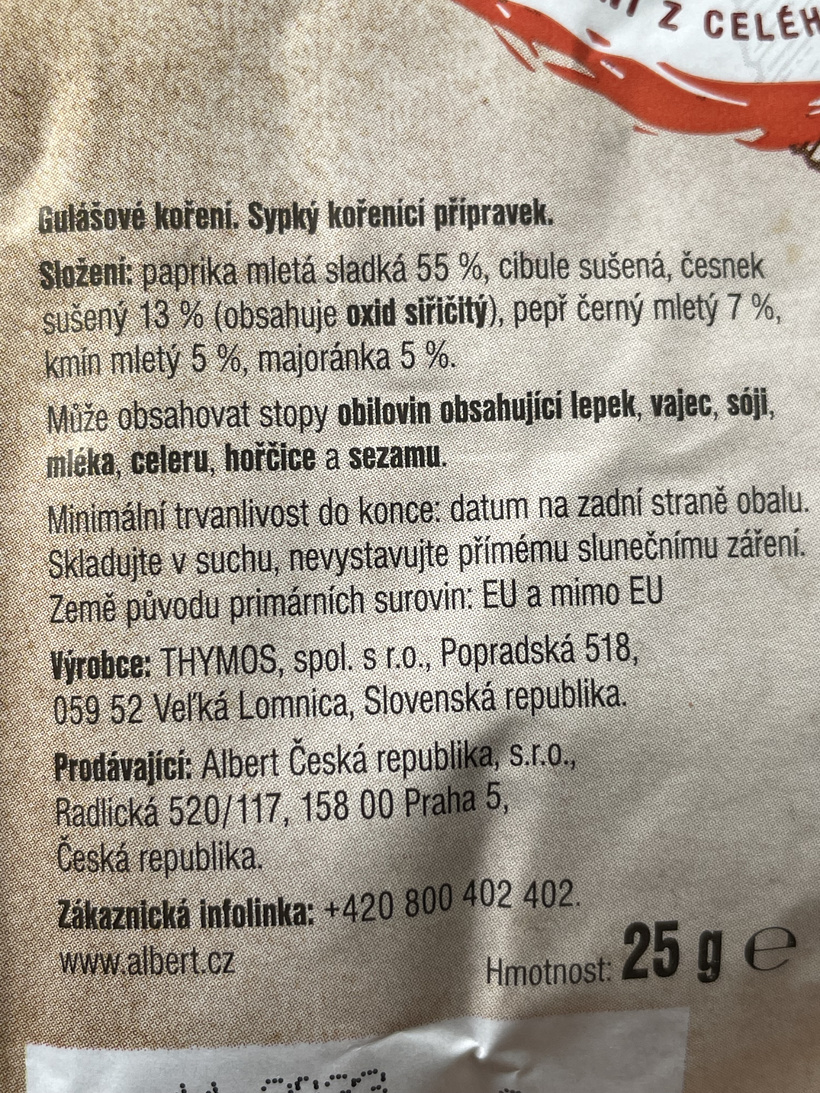 Z CELÉH
Gulášové koření. Sypký kořenící přípravek.
Složení: paprika mletá sladká 55 %, cibule sušená, česnek
sušený 13 % (obsahuje oxid siřičitý), pepř černý mletý 7 %,
kmín mletý 5 %, majoránka 5 %.
Může obsahovat stopy obilovin obsahující lepek, vajec, sóji,
mléka, celeru, hořčice a sezamu.
Minimální trvanlivost do konce: datum na zadní straně obalu.
Skladujte v suchu, nevystavujte přímému slunečnímu záření.
Země původu primárních surovin: EU a mimo EU
Výrobce: THYMOS, spol. s r.o., Popradská 518,
059 52 Veľká Lomnica, Slovenská republika.
Prodávající: Albert Česká republika, s.r.o.,
Radlická 520/117, 158 00 Praha 5,
Česká republika.
Zákaznická infolinka: +420 800 402 402.
www.albert.cz
Hmotnost: 25 g ℮